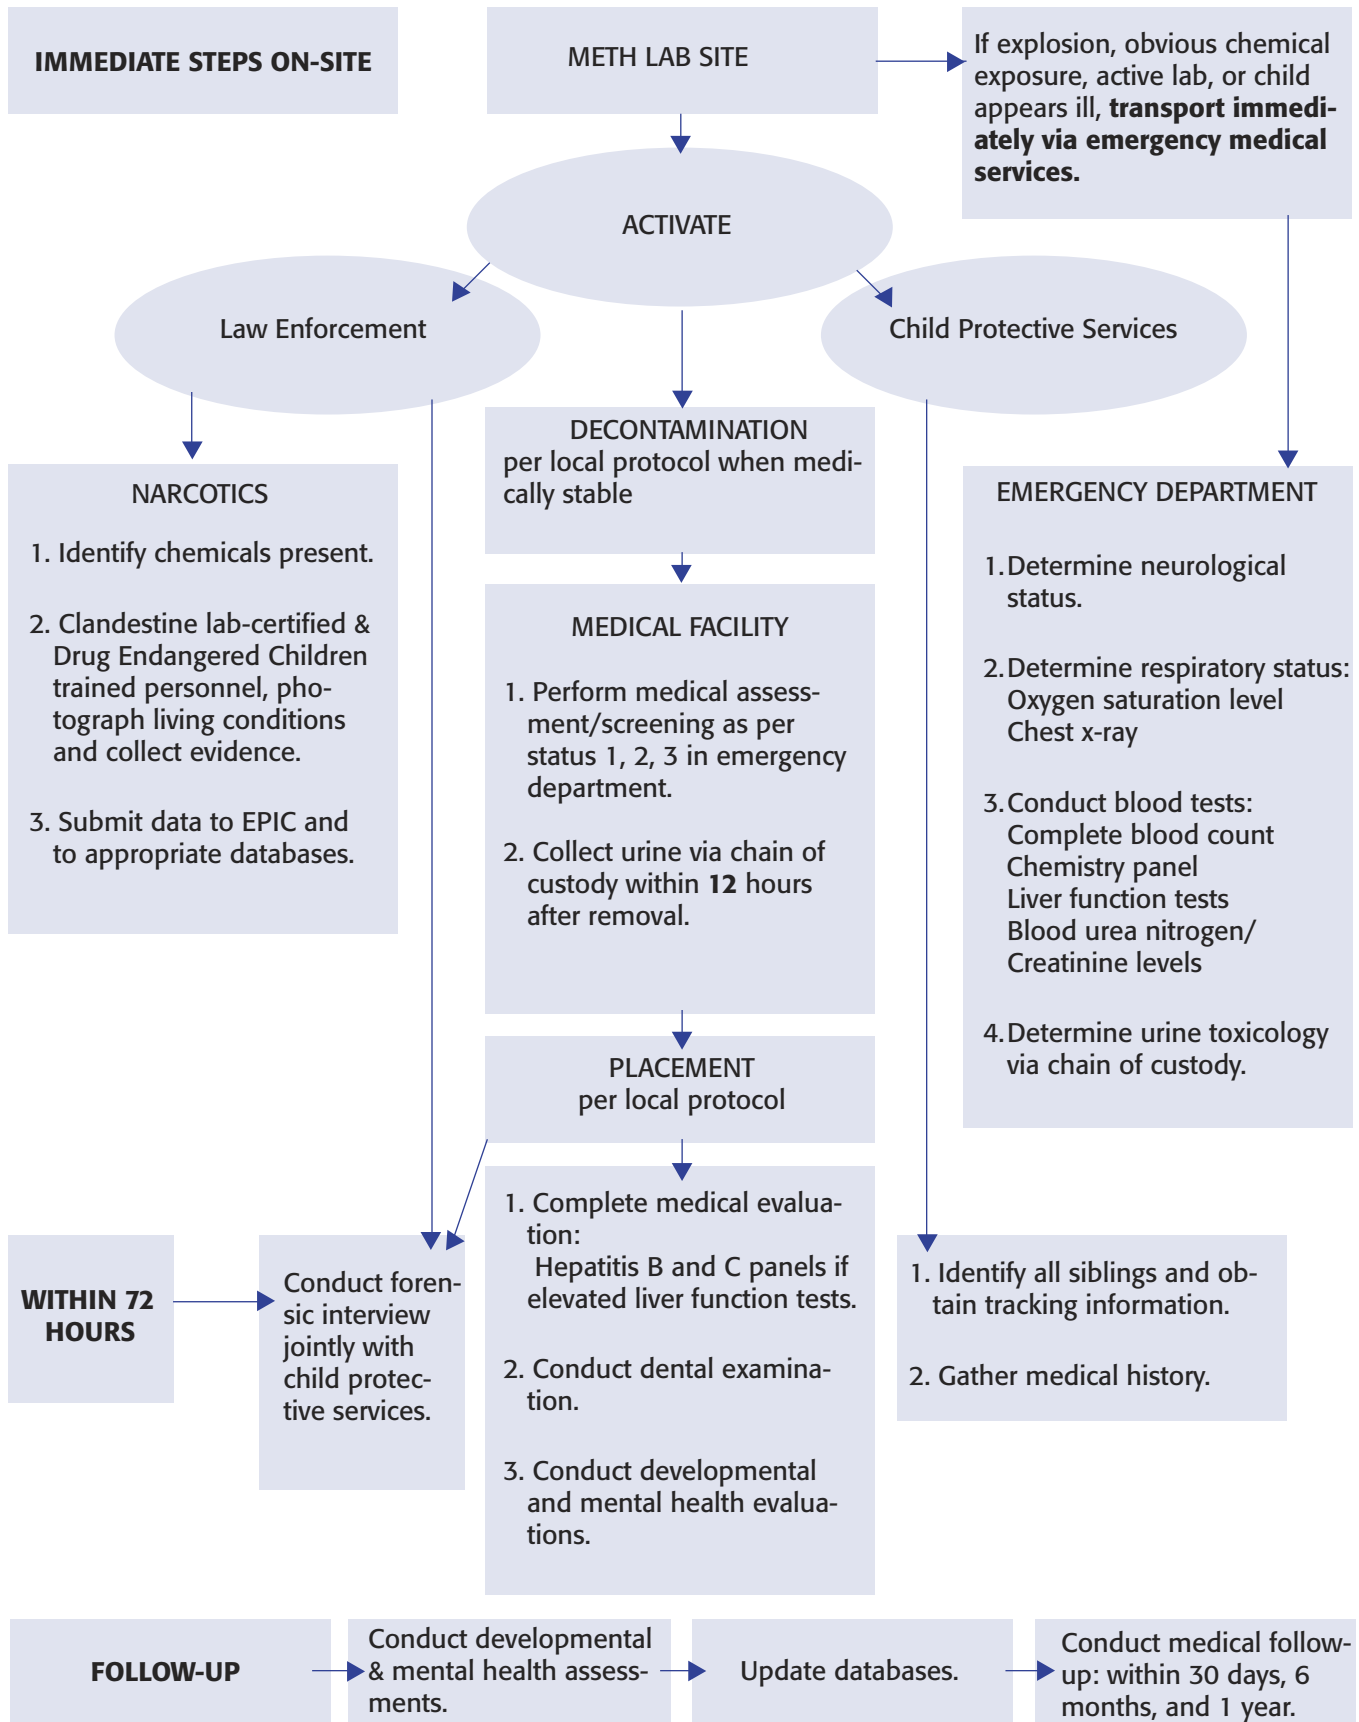 IMMEDIATE STEPS ON-SITE
METH LAB SITE
If explosion, obvious chemical
exposure, active lab, or child
appears ill, transport immedi-
ately via emergency medical
services.
ACTIVATE
Law Enforcement
Child Protective Services
DECONTAMINATION
per local protocol when medi-
cally stable
NARCOTICS
1. Identify chemicals present.
2. Clandestine lab-certified &
Drug Endangered Children
trained personnel, pho-
tograph living conditions
and collect evidence.
3. Submit data to EPIC and
to appropriate databases.
MEDICAL FACILITY
1. Perform medical assess-
ment/screening as per
status 1, 2, 3 in emergency
department.
2. Collect urine via chain of
custody within 12 hours
after removal.
EMERGENCY DEPARTMENT
1. Determine neurological
status.
2. Determine respiratory status:
Oxygen saturation level
Chest x-ray
3. Conduct blood tests:
Complete blood count
Chemistry panel
Liver function tests
Blood urea nitrogen/
Creatinine levels
4. Determine urine toxicology
via chain of custody.
PLACEMENT
per local protocol
WITHIN 72
HOURS
Conduct foren-
sic interview
jointly with
child protec-
tive services.
1. Complete medical evalua-
tion:
Hepatitis B and C panels if
elevated liver function tests.
2. Conduct dental examina-
tion.
3. Conduct developmental
and mental health evalua-
tions.
1. Identify all siblings and ob-
tain tracking information.
2. Gather medical history.
FOLLOW-UP
Conduct developmental
& mental health assess-
ments.
Update databases.
Conduct medical follow-
up: within 30 days, 6
months, and 1 year.